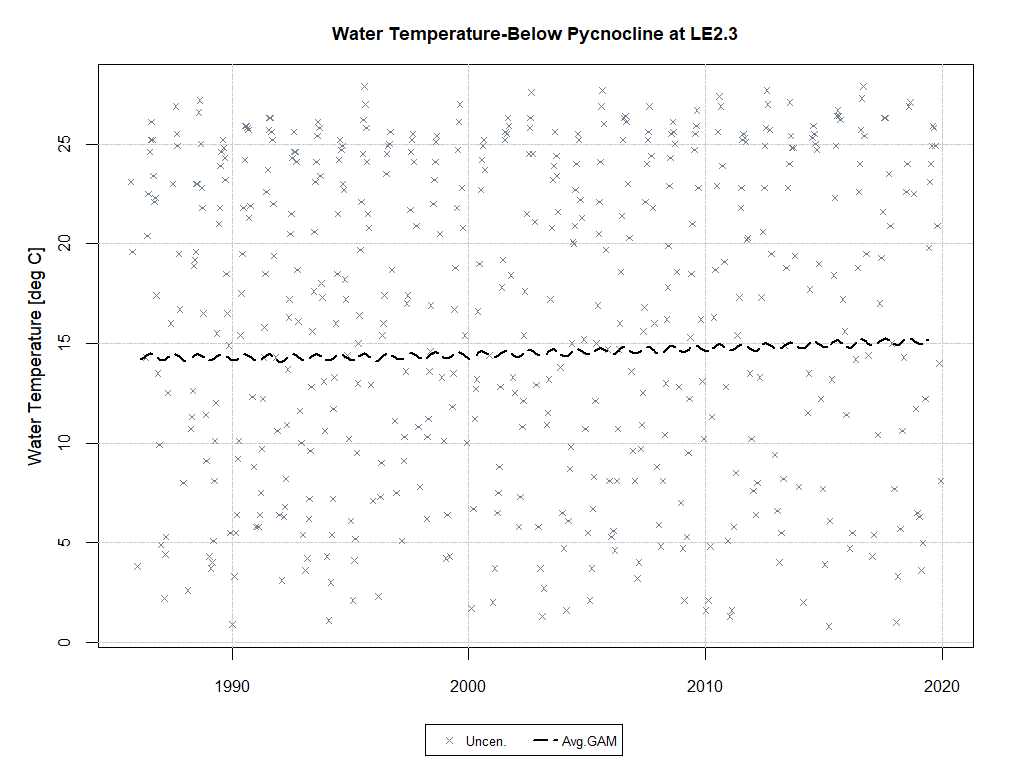 Water Temperature-Below Pycnocline at LE2.3
Water Temperature [deg C]
25
20
15
10
5
0
1990
2000
2010
2020
Uncen.
Avg.GAM